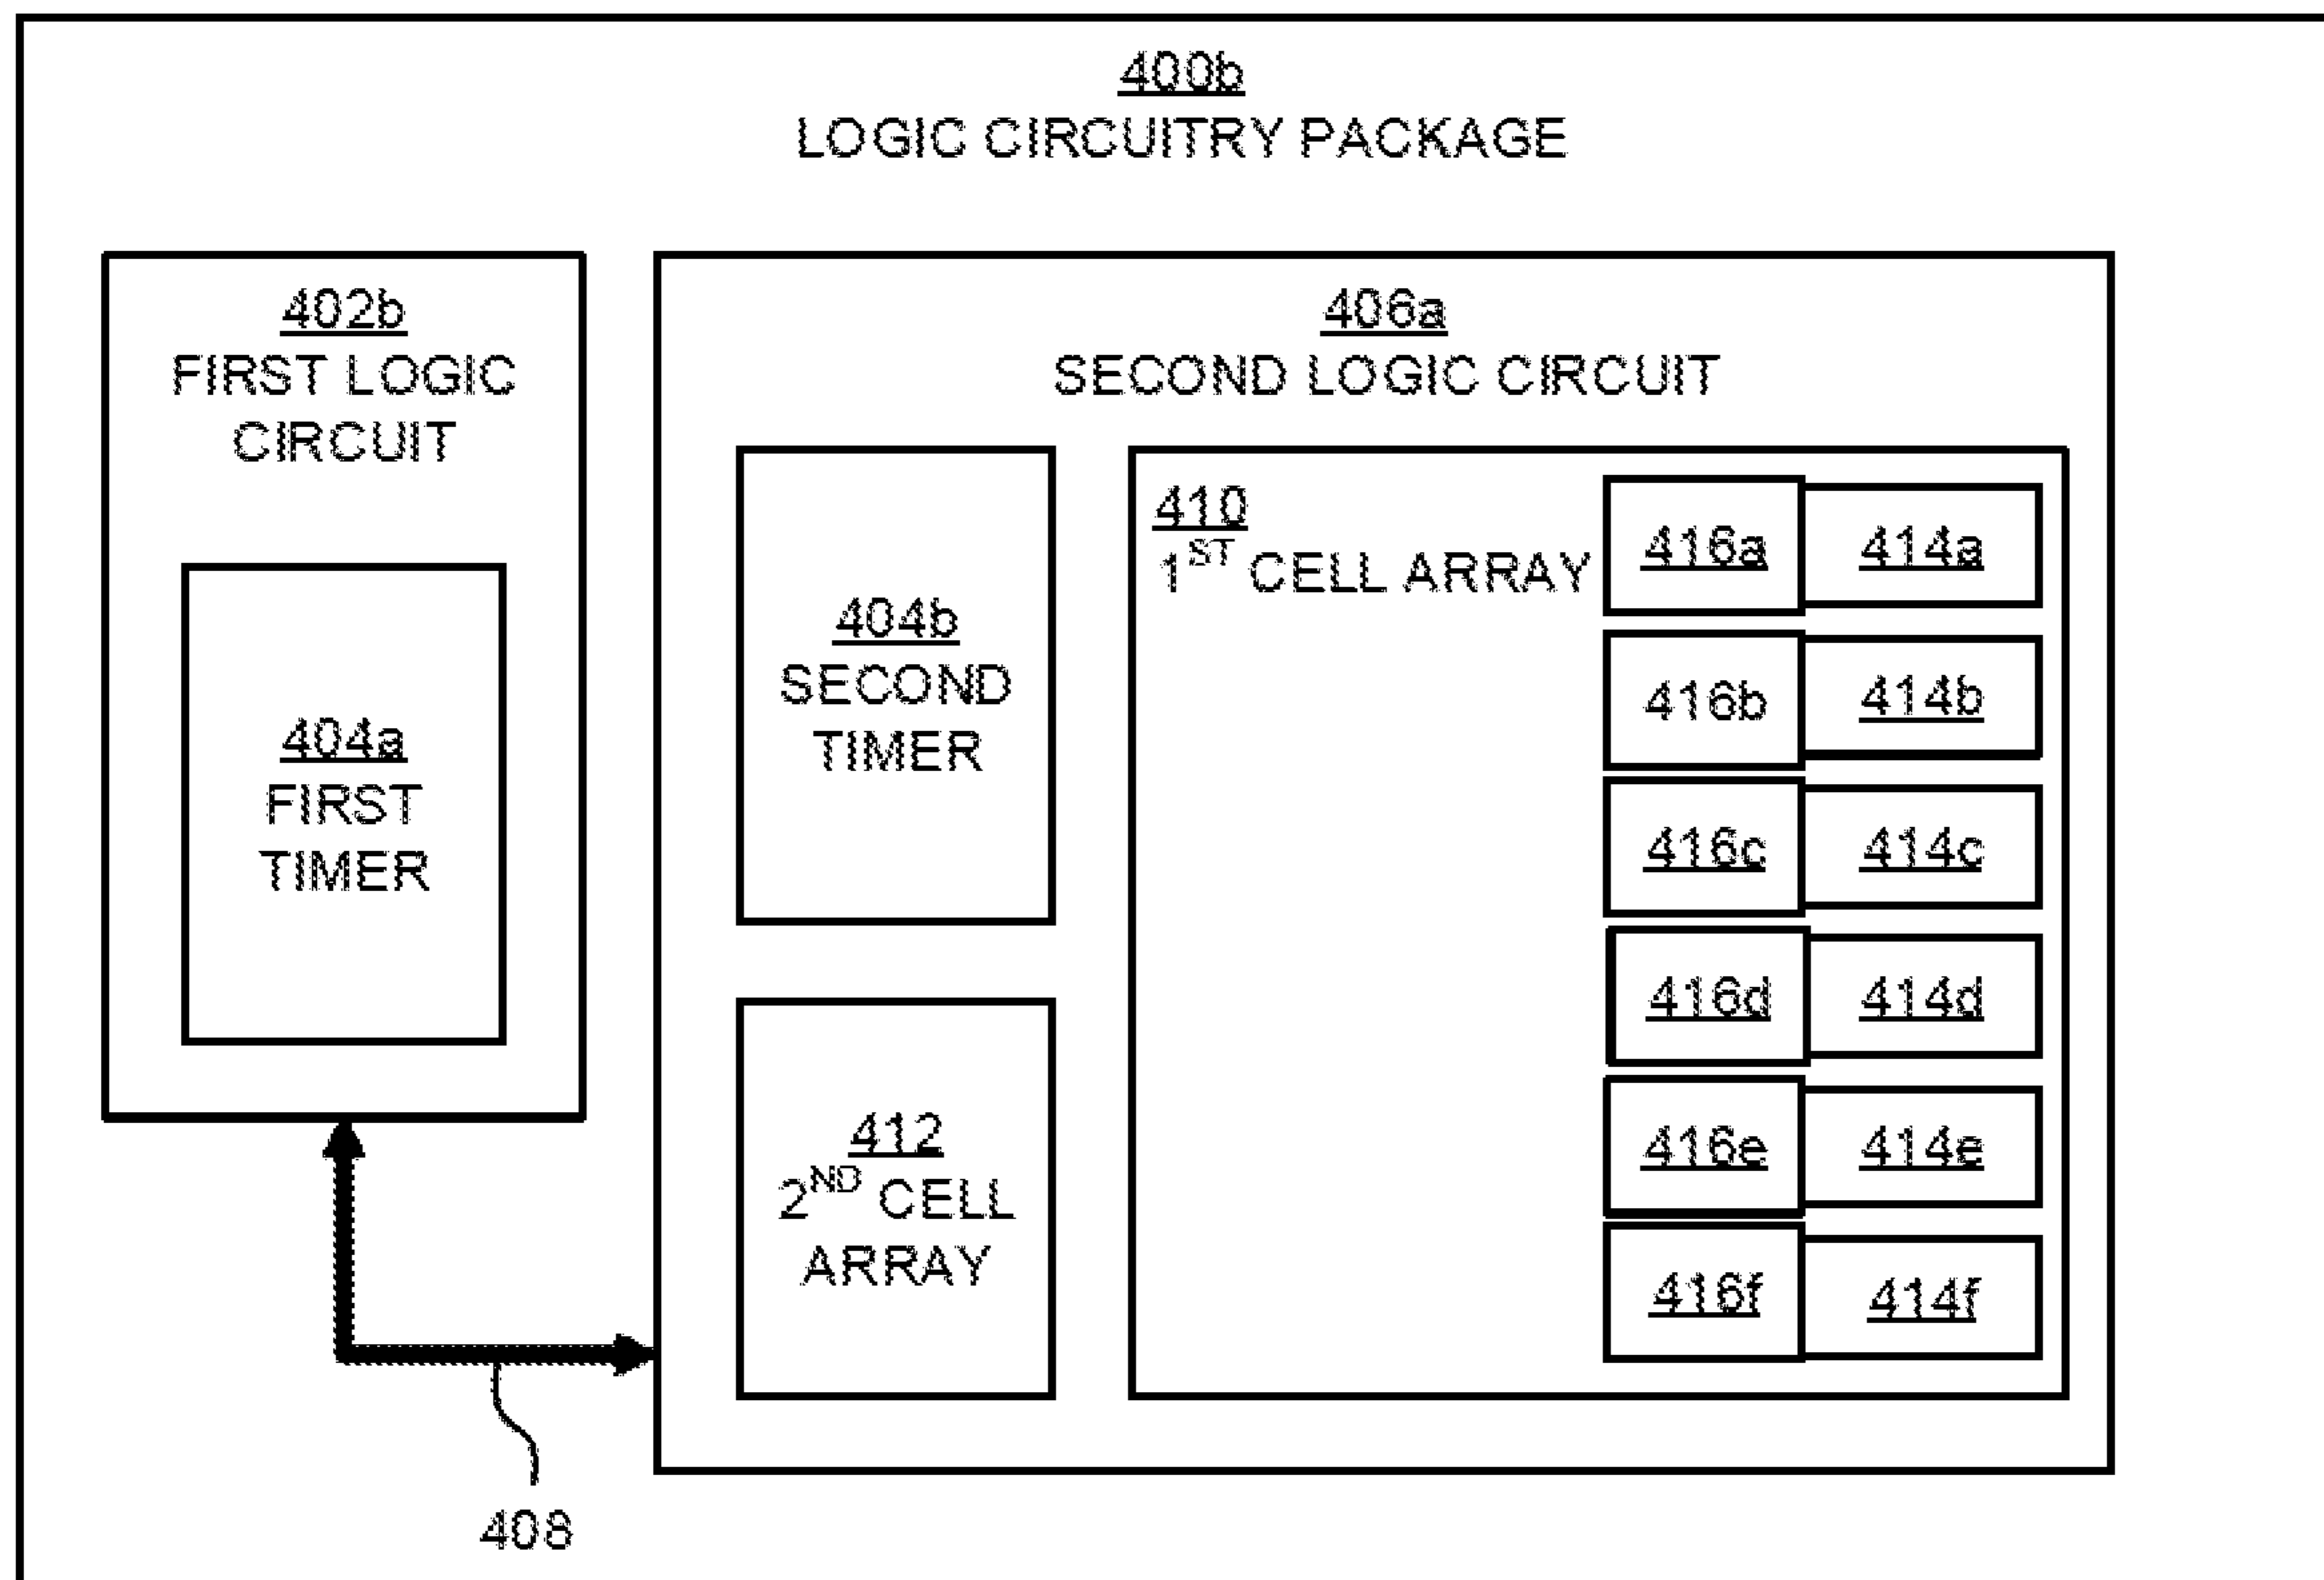 400b
LOGIC CIRCUITRY PACKAGE
402b
FIRST LOGIC
CIRCUIT
404a
FIRST
TIMER
406a
SECOND LOGIC CIRCUIT
404b
SECOND
TIMER
412
2ND CELL
ARRAY
410
1ST CELL ARRAY
416a 414a
416b 414b
416c 414c
416d 414d
416e 414e
416f 414f
408